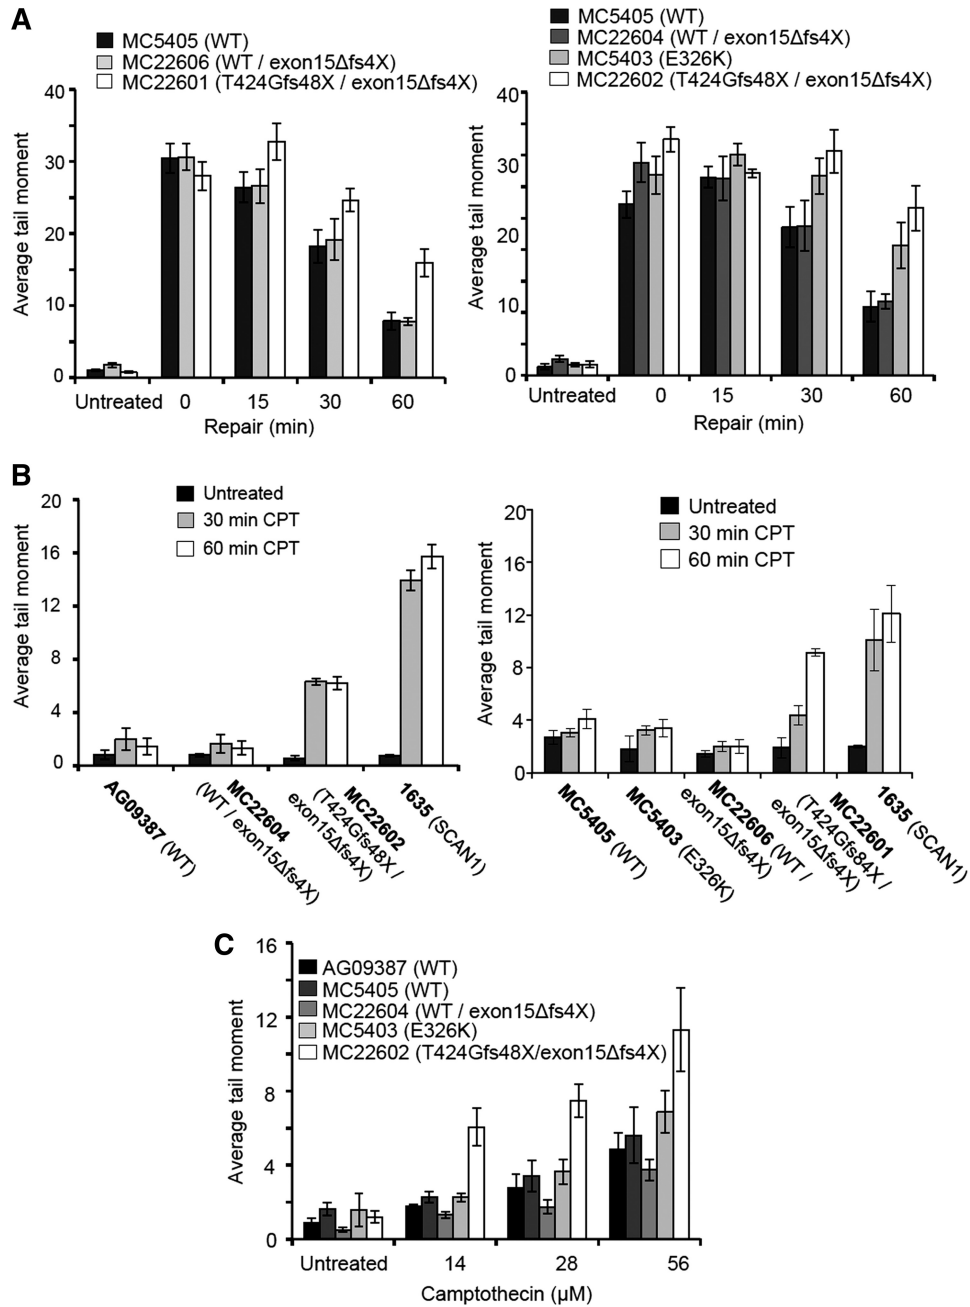 A
MC5405 (WT)
MC22606 (WT / exon15Δfs4X)
MC22601 (T424Gfs48X / exon15Δfs4X)
Average tail moment
40
30
20
10
0
Untreated 0 15 30 60
Repair (min)
MC5405 (WT)
MC22604 (WT / exon15Δfs4X)
MC5403 (E326K)
MC22602 (T424Gfs48X / exon15Δfs4X)
Average tail moment
40
30
20
10
0
Untreated 0 15 30 60
Repair (min)
B
Untreated
30 min CPT
60 min CPT
Average tail moment
20
16
12
8
4
0
AG09387 (WT)
MC22604
(WT / exon15Δfs4X)
MC22602
(T424Gfs48X /
exon15Δfs4X)
1635 (SCAN1)
Untreated
30 min CPT
60 min CPT
Average tail moment
20
16
12
8
4
0
MC5405 (WT)
MC5403 (E326K)
MC22606 (WT /
exon15Δfs4X)
MC22601
(T424Gfs84X /
exon15Δfs4X)
1635 (SCAN1)
C
AG09387 (WT)
MC5405 (WT)
MC22604 (WT / exon15Δfs4X)
MC5403 (E326K)
MC22602 (T424Gfs48X/exon15Δfs4X)
Average tail moment
16
12
8
4
0
Untreated 14 28 56
Camptothecin (μM)